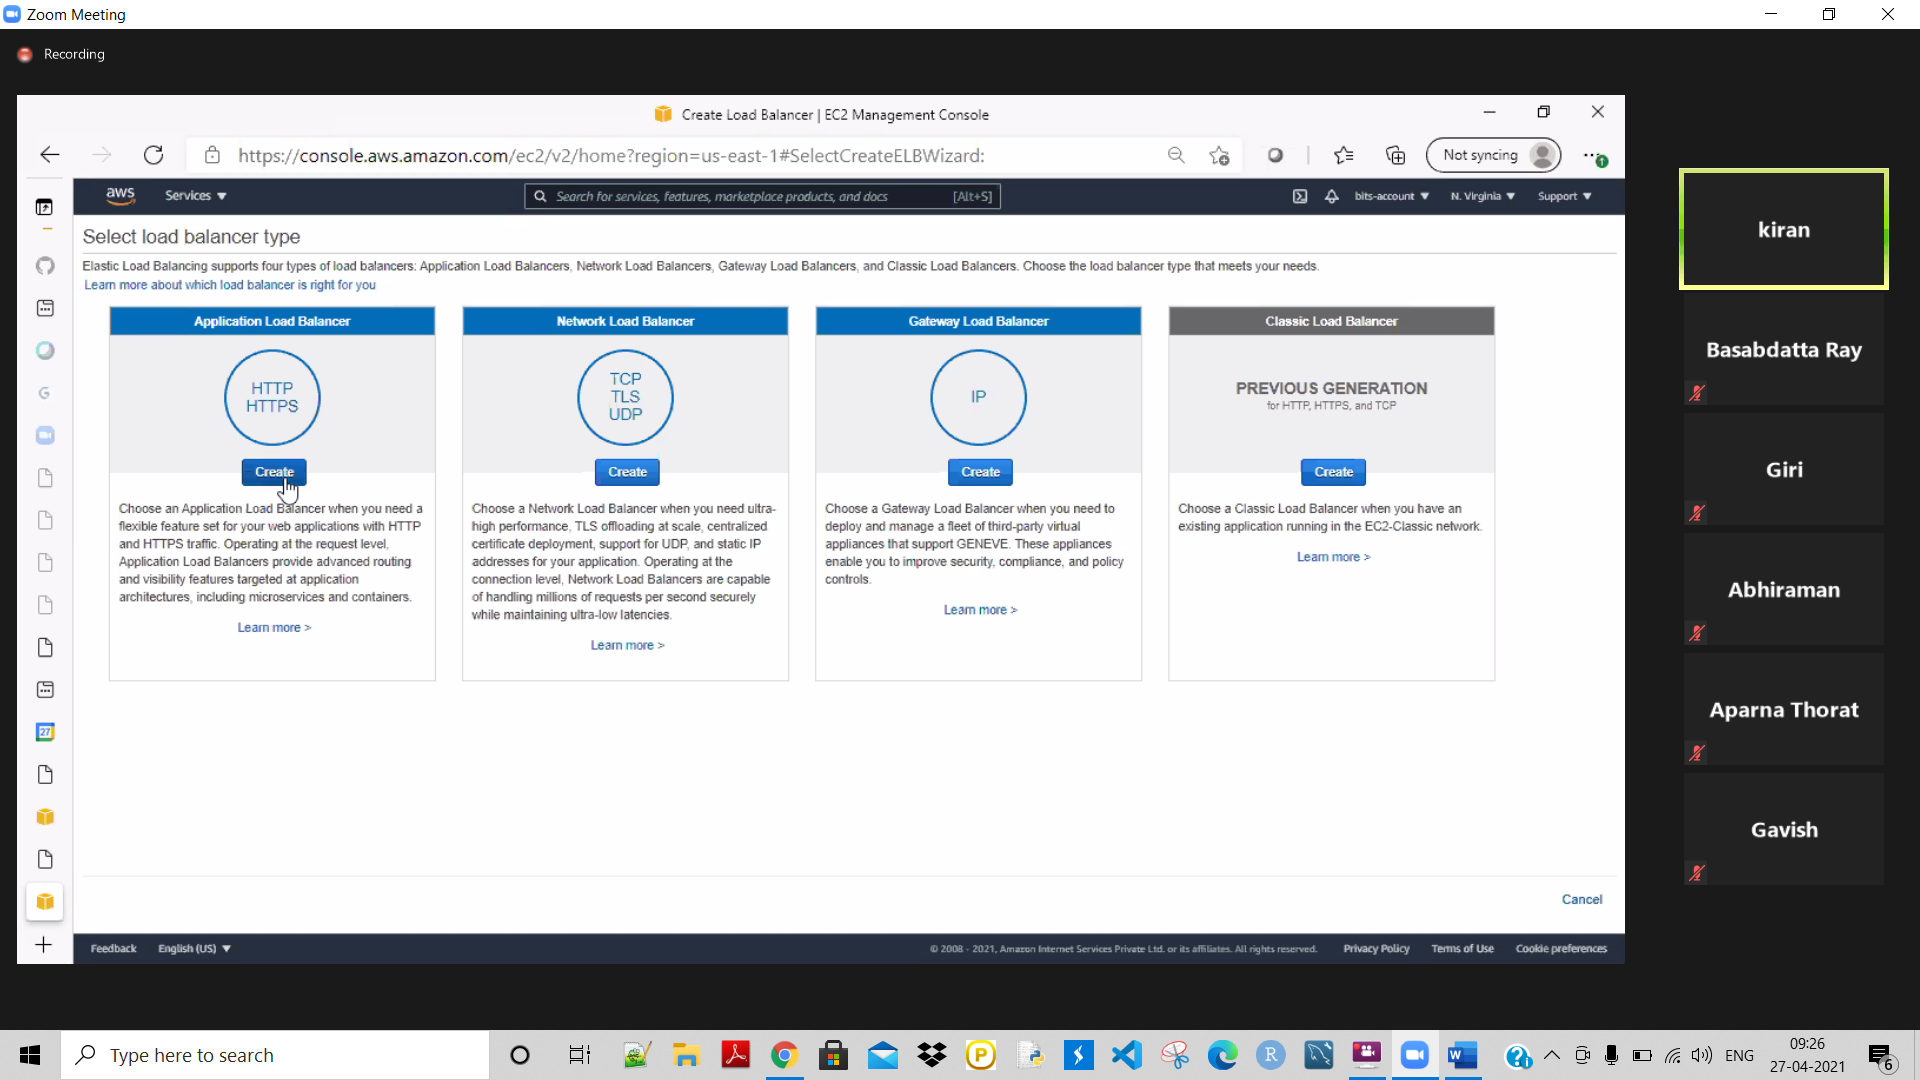 Zoom Meeting
Recording
Create Load Balancer | EC2 Management Console
https://console.aws.amazon.com/ec2/v2/home?region=us-east-1#SelectCreateELBWizard:
Not syncing
aws
Services
Search for services, features, marketplace products, and docs
[Alt+S]
bits-account
N. Virginia
Support
Select load balancer type
Elastic Load Balancing supports four types of load balancers: Application Load Balancers, Network Load Balancers, Gateway Load Balancers, and Classic Load Balancers. Choose the load balancer type that meets your needs.
Learn more about which load balancer is right for you
Application Load Balancer
HTTP
HTTPS
Create
Choose an Application Load Balancer when you need a
flexible feature set for your web applications with HTTP
and HTTPS traffic. Operating at the request level,
Application Load Balancers provide advanced routing
and visibility features targeted at application
architectures, including microservices and containers.
Learn more >
Network Load Balancer
TCP
TLS
UDP
Create
Choose a Network Load Balancer when you need ultra-
high performance, TLS offloading at scale, centralized
certificate deployment, support for UDP, and static IP
addresses for your application. Operating at the
connection level, Network Load Balancers are capable
of handling millions of requests per second securely
while maintaining ultra-low latencies.
Learn more >
Gateway Load Balancer
IP
Create
Choose a Gateway Load Balancer when you need to
deploy and manage a fleet of third-party virtual
appliances that support GENEVE. These appliances
enable you to improve security, compliance, and policy
controls.
Learn more >
Classic Load Balancer
PREVIOUS GENERATION
for HTTP, HTTPS, and TCP
Create
Choose a Classic Load Balancer when you have an
existing application running in the EC2-Classic network.
Learn more >
Cancel
Feedback
English (US)
© 2008 - 2021, Amazon Internet Services Private Ltd. or its affiliates. All rights reserved.
Privacy Policy
Terms of Use
Cookie preferences
27
kiran
Basabdatta Ray
Giri
Abhiraman
Aparna Thorat
Gavish
Type here to search
ENG
09:26
27-04-2021
6